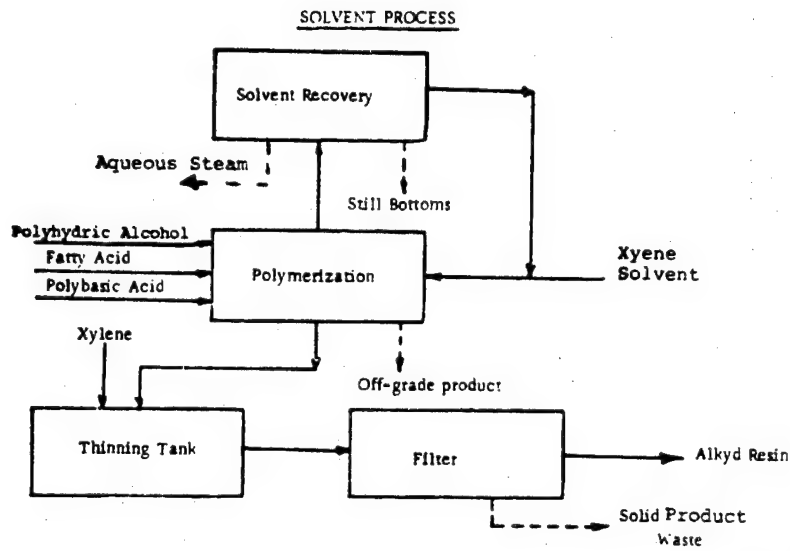 SOLVENT PROCESS
Solvent Recovery
Aqueous Steam
Still Bottoms
Polyhydric Alcohol
Fatty Acid
Polybasic Acid
Polymerization
Xyene
Solvent
Xylene
Off-grade product
Thinning Tank
Filter
Alkyd Resin
Solid Product
Waste